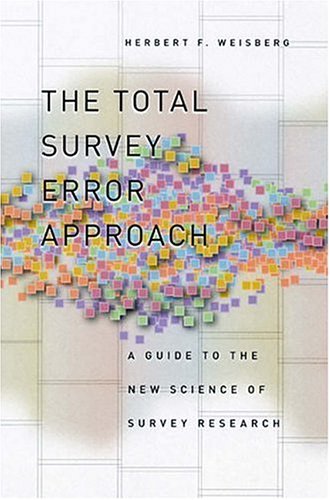 HERBERT F. WEISBERG
THE TOTAL
SURVEY
ERROR
APPROACH
A GUIDE TO THE
NEW SCIENCE OF
SURVEY RESEARCH